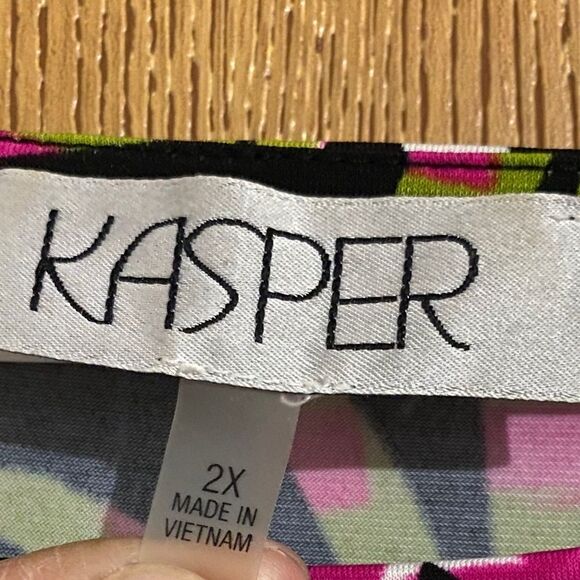 KASPER
2X
MADE IN
VIETNAM